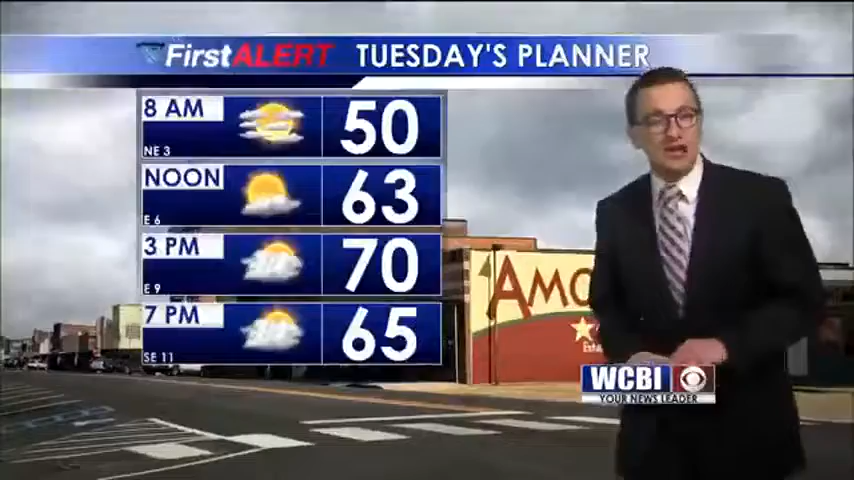 FirstALERT TUESDAY'S PLANNER
8 AM
50
NE 3
NOON
63
E 6
3 PM
70
E 9
7 PM
65
SE 11
AMO
WCBI
YOUR NEWS LEADER